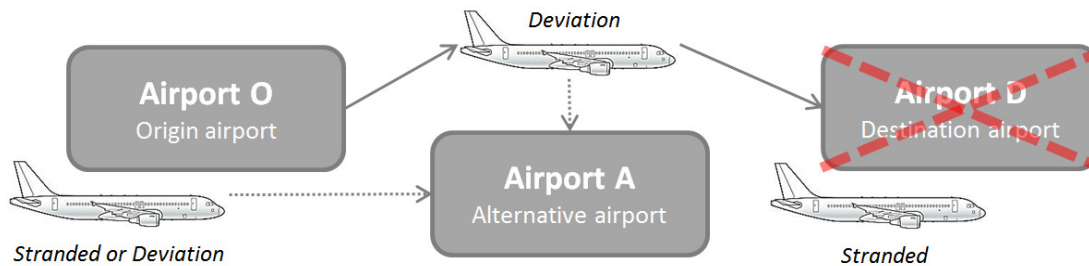 Deviation
Airport O
Origin airport
Airport D
Destination airport
Airport A
Alternative airport
Stranded or Deviation
Stranded